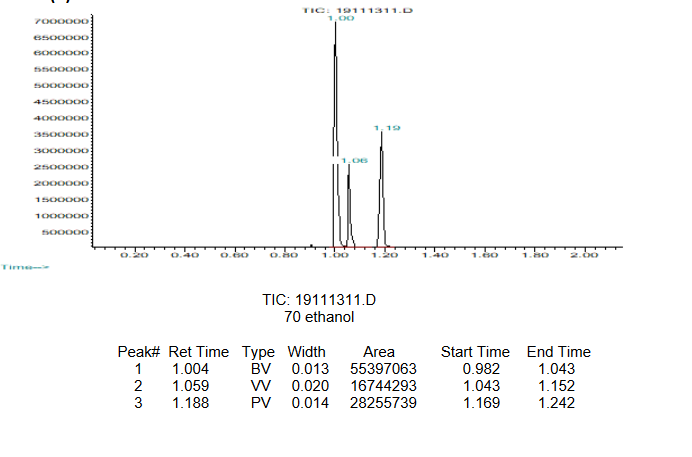 TIC: 19111311.D
1.00
7000000
6500000
6000000
5500000
5000000
4500000
4000000
1.19
3500000
3000000
1.06
2500000
2000000
1500000
1000000
500000
0.20 0.40 0.60 0.80 1.00 1.20 1.40 1.60 1.80 2.00
Time-->
TIC: 19111311.D
70 ethanol
Peak# Ret Time Type Width Area Start Time End Time
1 1.004 BV 0.013 55397063 0.982 1.043
2 1.059 VV 0.020 16744293 1.043 1.152
3 1.188 PV 0.014 28255739 1.169 1.242